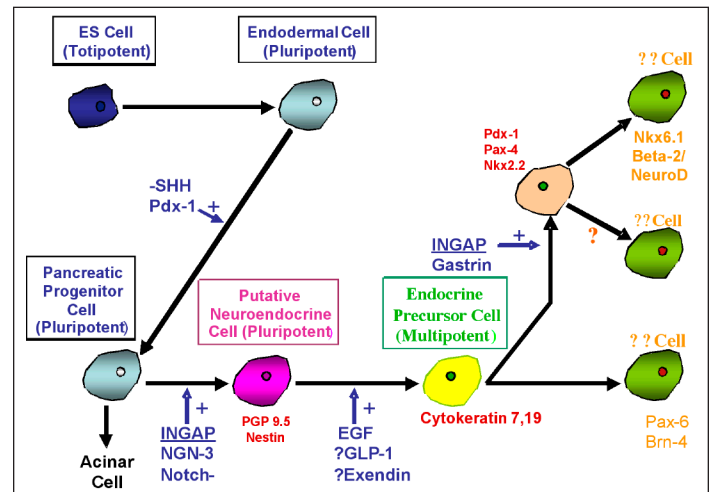 ES Cell
(Totipotent)
Endodermal Cell
(Pluripotent)
? ? Cell
Nkx6.1
Beta-2/
NeuroD
Pdx-1
Pax-4
Nkx2.2
-SHH
Pdx-1
+
+
INGAP
Gastrin
?
??Cell
Pancreatic
Progenitor
Cell
(Pluripotent)
Putative
Neuroendocrine
Cell (Pluripotent)
Endocrine
Precursor Cell
(Multipotent)
? ? Cell
Acinar
Cell
+
INGAP
NGN-3
Notch-
PGP 9.5
Nestin
+
EGF
?GLP-1
?Exendin
Cytokeratin 7,19
Pax-6
Brn-4